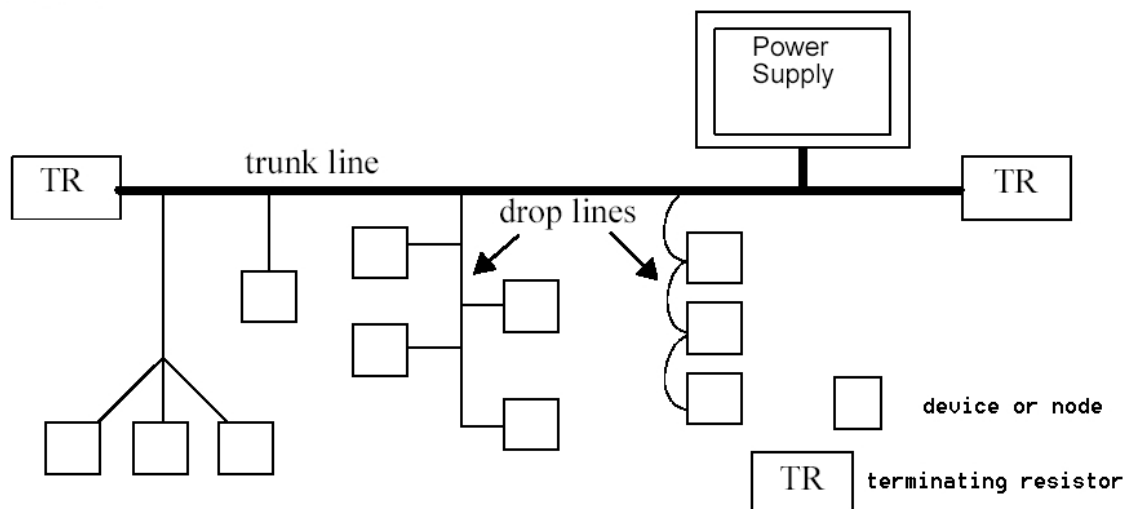 Power
Supply
TR
trunk line
TR
drop lines
device or node
TR
terminating resistor